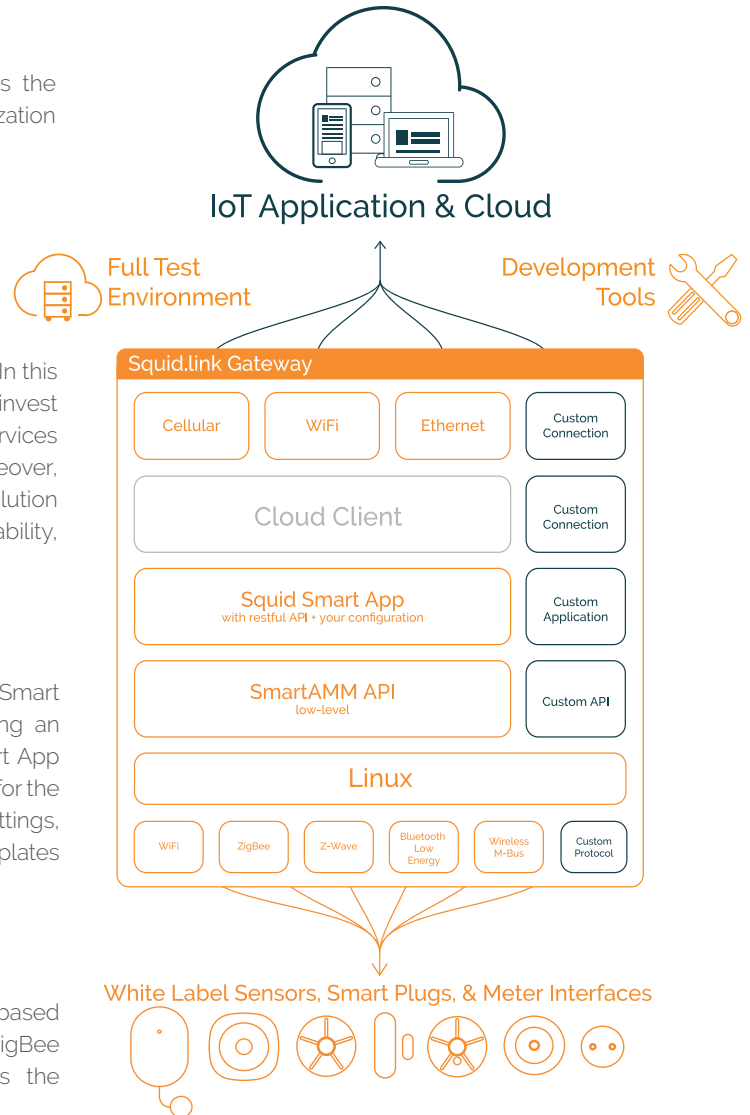 s the
zation
IoT Application & Cloud
Full Test
Environment
Development
Tools
In this
invest
rvices
eover,
lution
ability,
Squid.link Gateway
Cellular
WiFi
Ethernet
Custom
Connection
Cloud Client
Custom
Connection
Squid Smart App
with restful API + your configuration
Custom
Application
SmartAMM API
low-level
Custom API
Linux
WiFi
ZigBee
Z-Wave
Bluetooth
Low
Energy
Wireless
M-Bus
Custom
Protocol
Smart
ng an
rt App
for the
ttings,
plates
White Label Sensors, Smart Plugs, & Meter Interfaces
based
igBee
s the